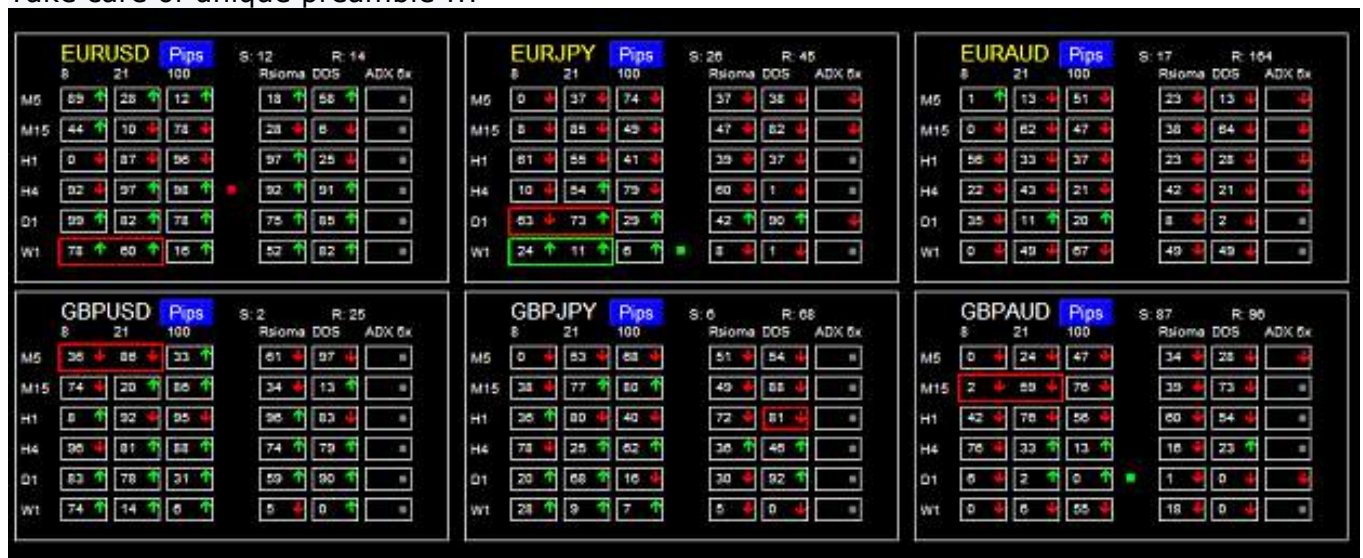 Take care of unique preamble !!!
EURUSD Pips S: 12 R: 14
8 21 100 Rsioma DOS ADX 6x
M5 89 28 12 18 58
M15 44 10 78 28 6
H1 0 87 96 97 25
H4 92 97 98 92 91
D1 99 82 78 75 85
W1 78 60 16 52 82
EURJPY Pips S: 26 R: 45
8 21 100 Rsioma DOS ADX 6x
M5 0 37 74 37 38
M15 8 85 49 47 82
H1 61 55 41 39 37
H4 10 54 79 60 1
D1 63 73 29 42 90
W1 24 11 6 8 1
EURAUD Pips S: 17 R: 164
8 21 100 Rsioma DOS ADX 6x
M5 1 13 51 23 13
M15 0 62 47 38 64
H1 56 33 37 23 28
H4 22 43 21 42 21
D1 35 11 20 8 2
W1 0 49 67 49 49
GBPUSD Pips S: 2 R: 25
8 21 100 Rsioma DOS ADX 6x
M5 36 86 33 61 97
M15 74 20 86 34 13
H1 8 92 95 96 83
H4 96 81 88 74 79
D1 83 78 31 59 90
W1 74 14 6 5 0
GBPJPY Pips S: 6 R: 68
8 21 100 Rsioma DOS ADX 6x
M5 0 53 68 51 54
M15 38 77 80 49 88
H1 36 80 40 72 81
H4 78 25 62 36 46
D1 20 68 16 30 92
W1 28 9 7 5 0
GBPAUD Pips S: 87 R: 96
8 21 100 Rsioma DOS ADX 6x
M5 0 24 47 34 28
M15 2 59 76 39 73
H1 42 76 56 60 54
H4 76 33 13 16 23
D1 6 2 0 1 0
W1 0 6 55 19 0